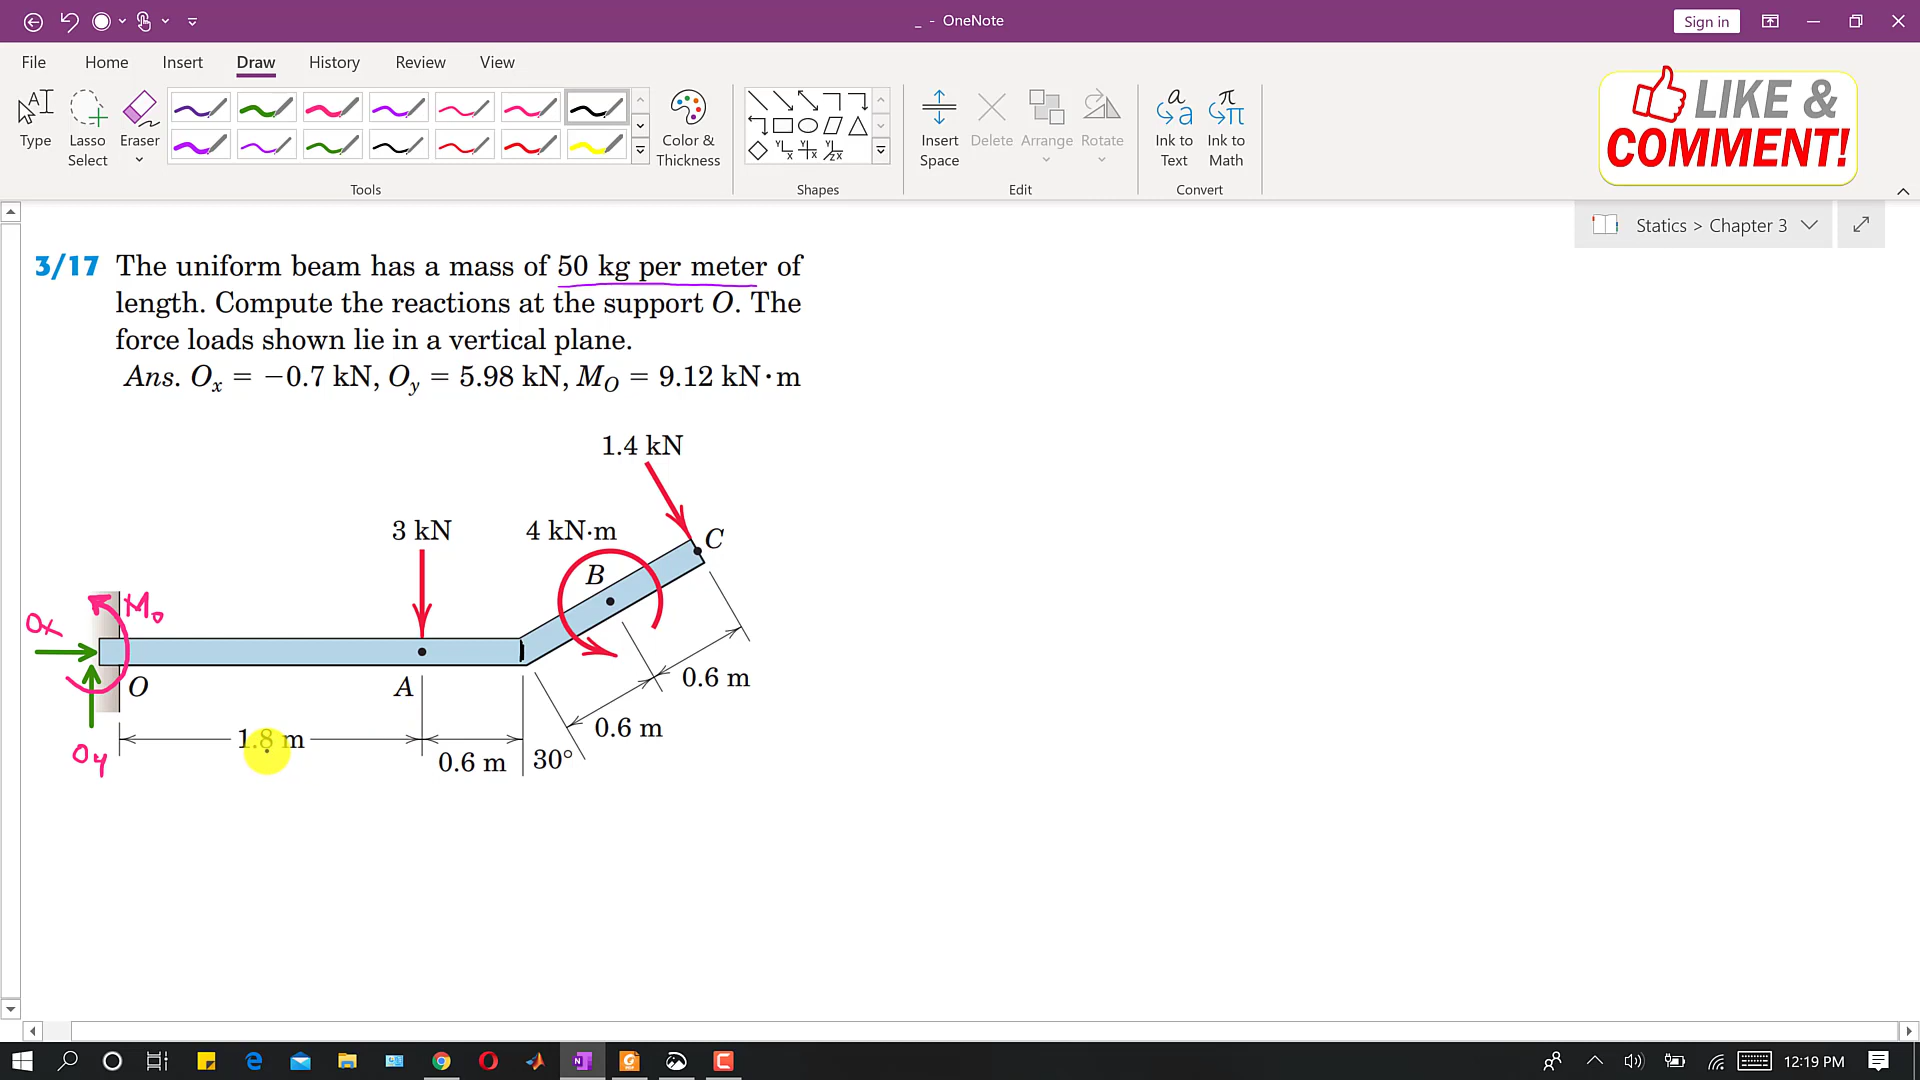 _ - OneNote
Sign in
File Home Insert Draw History Review View
Type
Lasso Select
Eraser
Color & Thickness
Insert Space
Delete
Arrange
Rotate
Ink to Text
Ink to Math
Tools
Shapes
Edit
Convert
LIKE &
COMMENT!
Statics > Chapter 3
3/17 The uniform beam has a mass of 50 kg per meter of
length. Compute the reactions at the support O. The
force loads shown lie in a vertical plane.
Ans. Oₓ = −0.7 kN, Oy = 5.98 kN, M_O = 9.12 kN·m
1.4 kN
3 kN
4 kN·m
C
B
Mo
Ox
O
A
0.6 m
0.6 m
1.8 m
Oy
0.6 m
30°
12:19 PM